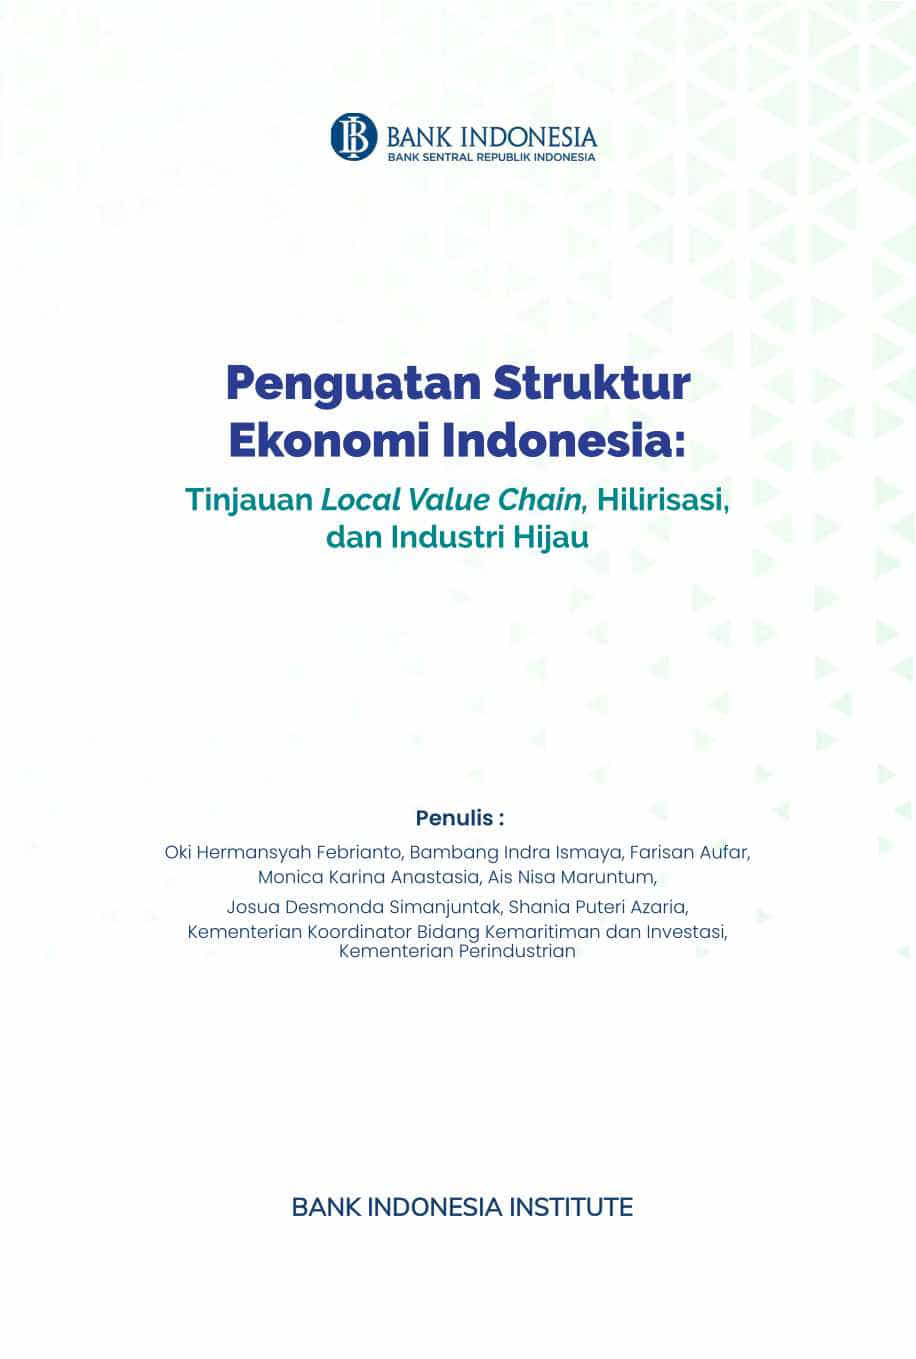 BANK INDONESIA
BANK SENTRAL REPUBLIK INDONESIA
Penguatan Struktur
Ekonomi Indonesia:
Tinjauan Local Value Chain, Hilirisasi,
dan Industri Hijau
Penulis :
Oki Hermansyah Febrianto, Bambang Indra Ismaya, Farisan Aufar,
Monica Karina Anastasia, Ais Nisa Maruntum,
Josua Desmonda Simanjuntak, Shania Puteri Azaria,
Kementerian Koordinator Bidang Kemaritiman dan Investasi,
Kementerian Perindustrian
BANK INDONESIA INSTITUTE